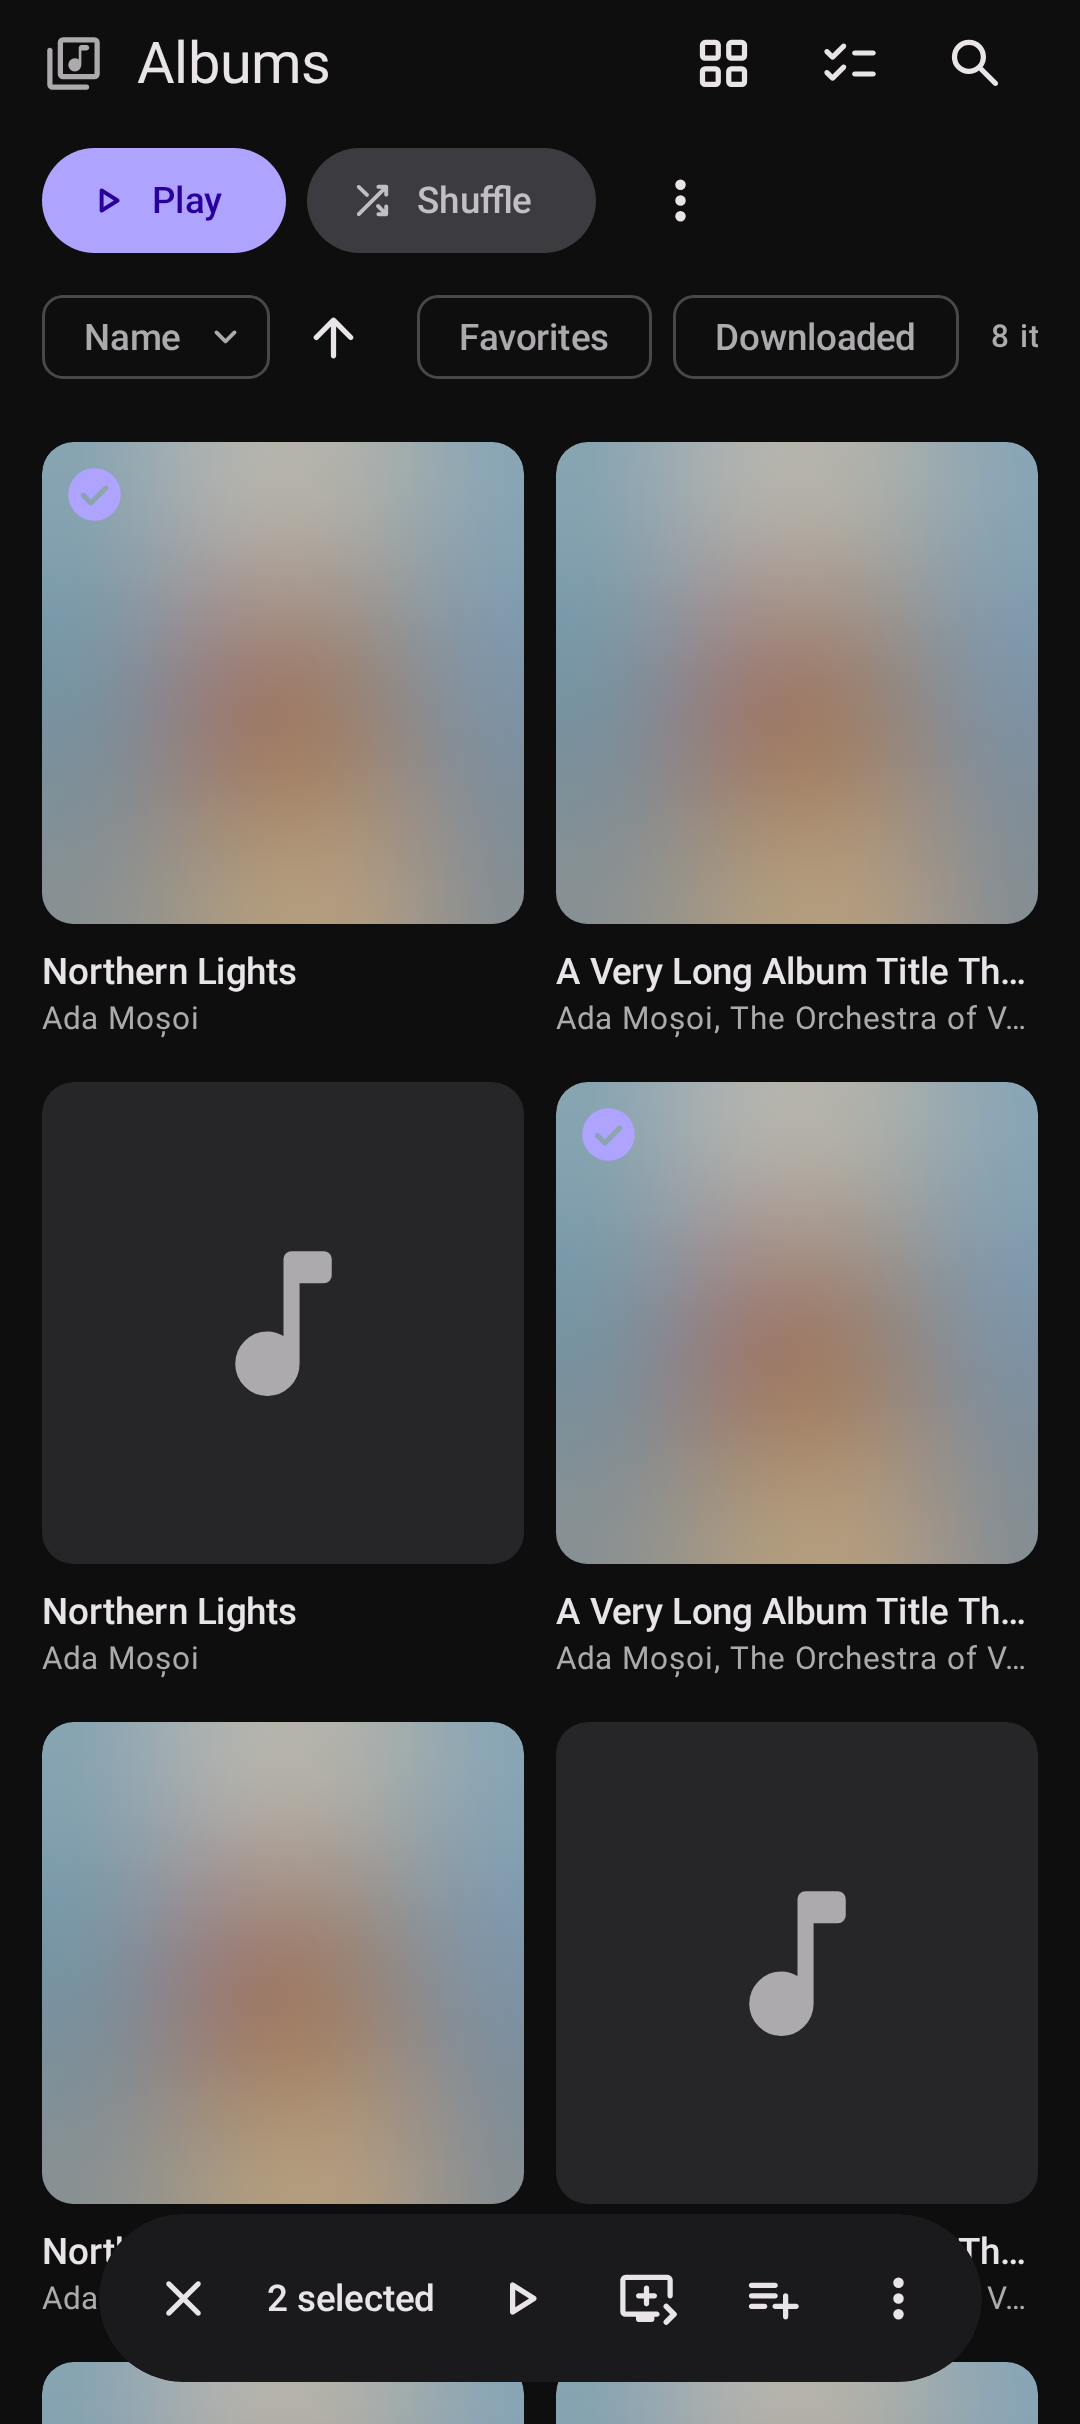 Albums
Play
Shuffle
Name
Favorites
Downloaded
8 it
Northern Lights
A Very Long Album Title Th…
Ada Moșoi
Ada Moșoi, The Orchestra of V…
Northern Lights
A Very Long Album Title Th…
Ada Moșoi
Ada Moșoi, The Orchestra of V…
Nort
Th…
Ada
V…
2 selected